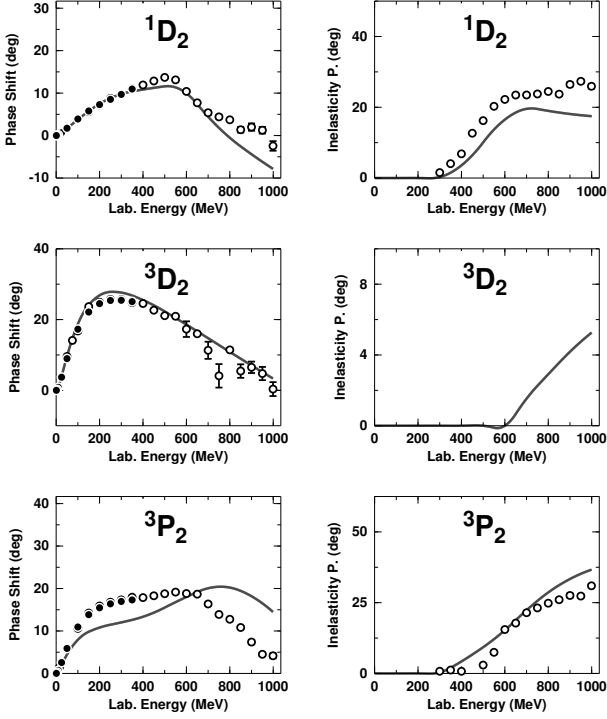 30
20
10
0
-10
Phase Shift (deg)
¹D₂
0 200 400 600 800 1000
Lab. Energy (MeV)
40
20
0
Inelasticity P. (deg)
¹D₂
0 200 400 600 800 1000
Lab. Energy (MeV)
40
20
0
Phase Shift (deg)
³D₂
0 200 400 600 800 1000
Lab. Energy (MeV)
8
4
0
Inelasticity P. (deg)
³D₂
0 200 400 600 800 1000
Lab. Energy (MeV)
40
30
20
10
0
Phase Shift (deg)
³P₂
0 200 400 600 800 1000
Lab. Energy (MeV)
50
25
0
Inelasticity P. (deg)
³P₂
0 200 400 600 800 1000
Lab. Energy (MeV)